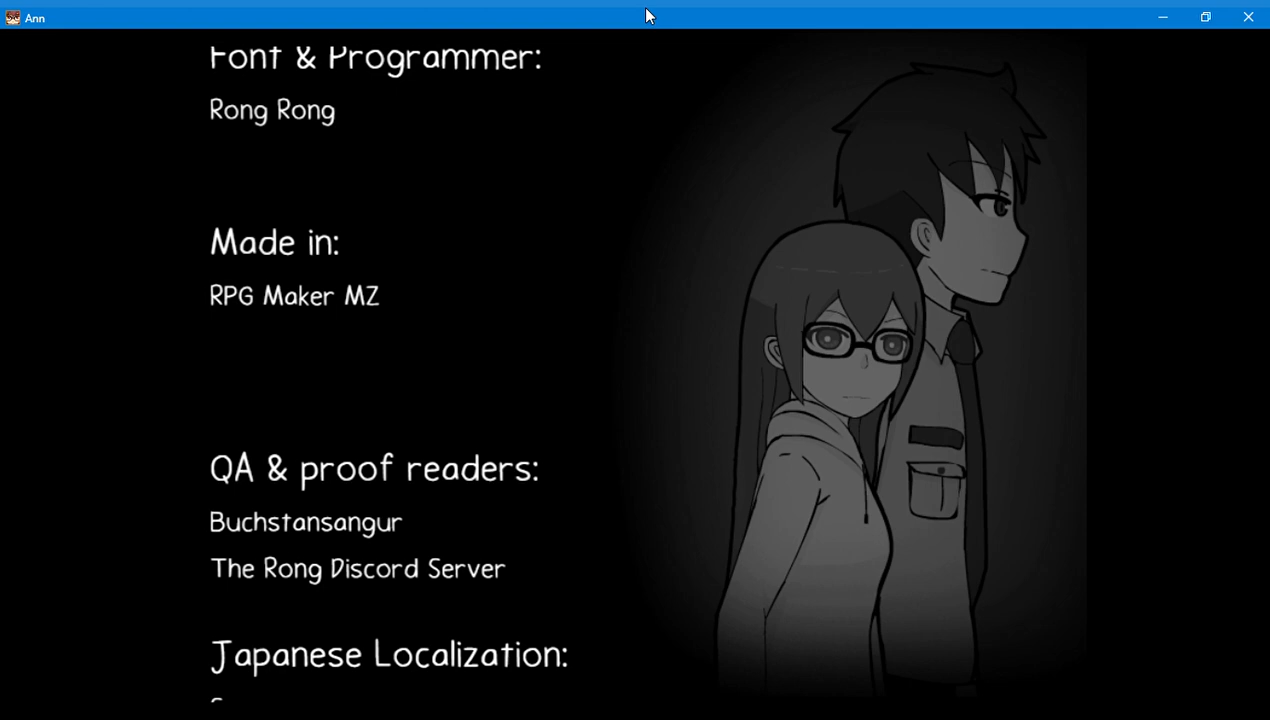 Ann
Font & Programmer:
Rong Rong
Made in:
RPG Maker MZ
QA & proof readers:
Buchstansangur
The Rong Discord Server
Japanese Localization: